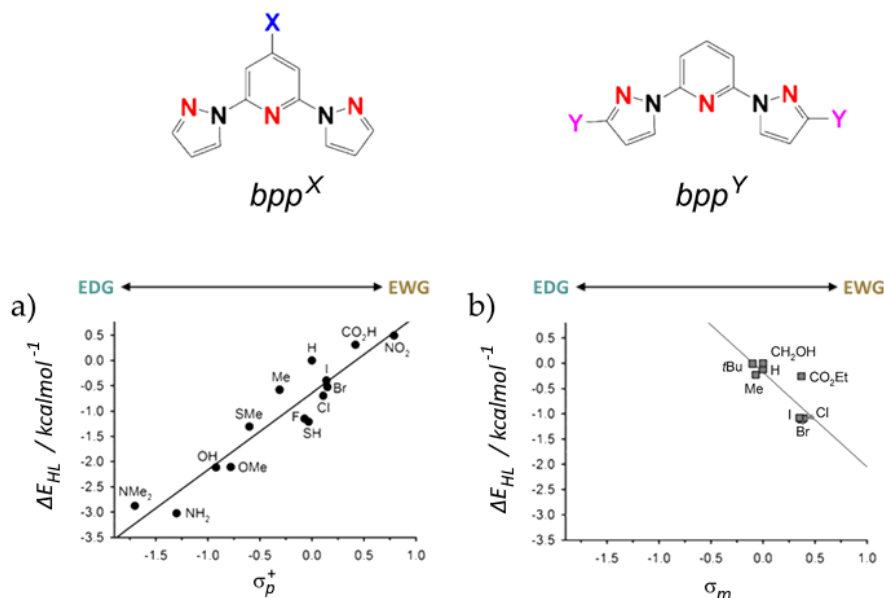 X
N N N N N
bpp^X
N N N N N
Y Y
bpp^Y
EDG EWG
a)
ΔE_HL / kcalmol^-1
0.5
0.0
-0.5
-1.0
-1.5
-2.0
-2.5
-3.0
-3.5
CO₂H
NO₂
H
I
Br
Cl
Me
F
SH
SMe
OH
OMe
NMe₂
NH₂
-1.5 -1.0 -0.5 0.0 0.5 1.0
σ_p^+
EDG EWG
b)
ΔE_HL / kcalmol^-1
0.5
0.0
-0.5
-1.0
-1.5
-2.0
-2.5
-3.0
-3.5
CH₂OH
tBu
H
CO₂Et
Me
I
Cl
Br
-1.5 -1.0 -0.5 0.0 0.5 1.0
σ_m